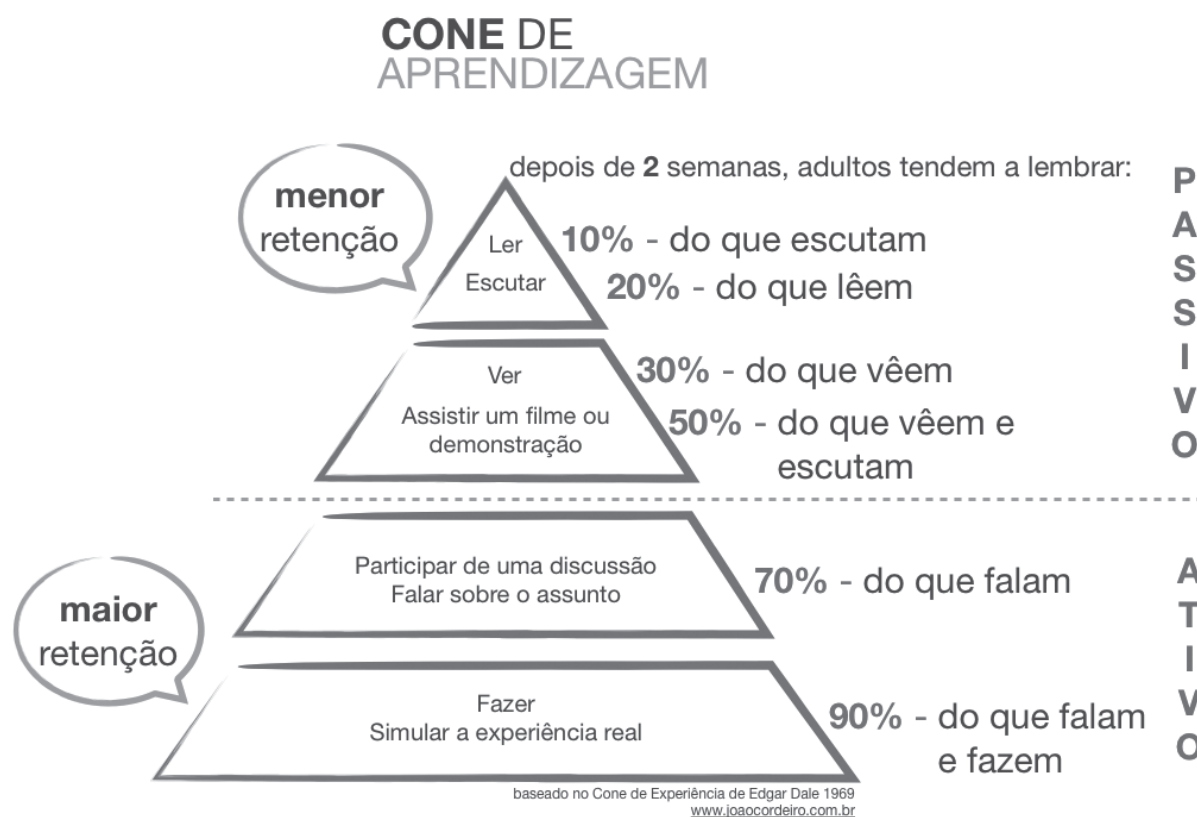 CONE DE
APRENDIZAGEM
depois de 2 semanas, adultos tendem a lembrar:
menor
retenção
Ler
Escutar
10% - do que escutam
20% - do que lêem
Ver
Assistir um filme ou
demonstração
30% - do que vêem
50% - do que vêem e
escutam
P
A
S
S
I
V
O
maior
retenção
Participar de uma discussão
Falar sobre o assunto
70% - do que falam
Fazer
Simular a experiência real
90% - do que falam
e fazem
A
T
I
V
O
baseado no Cone de Experiência de Edgar Dale 1969
www.joaocordeiro.com.br